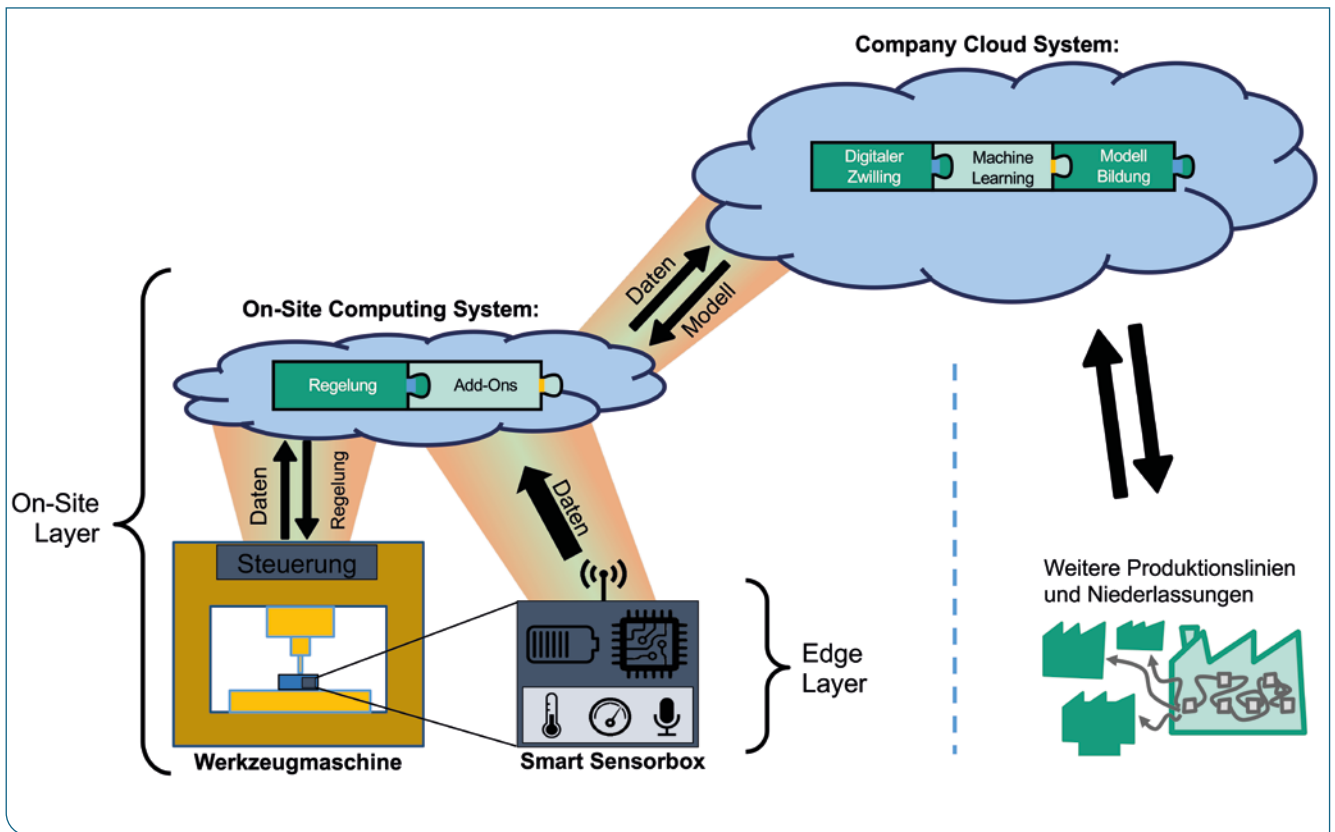 Company Cloud System:
Digitaler
Zwilling
Machine
Learning
Modell
Bildung
Daten
Modell
On-Site Computing System:
Regelung
Add-Ons
On-Site
Layer
Daten
Regelung
Daten
Steuerung
Werkzeugmaschine
Smart Sensorbox
Edge
Layer
Weitere Produktionslinien
und Niederlassungen